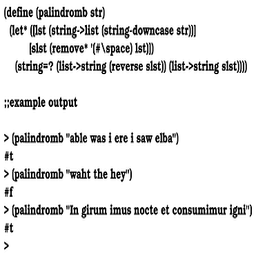 (define (palindromb str)
(let* ([lst (string->list (string-downcase str))]
[slst (remove* '(#\space) lst)])
(string=? (list->string (reverse slst)) (list->string slst))))
;;example output
> (palindromb "able was i ere i saw elba")
#t
> (palindromb "waht the hey")
#f
> (palindromb "In girum imus nocte et consumimur igni")
#t
>